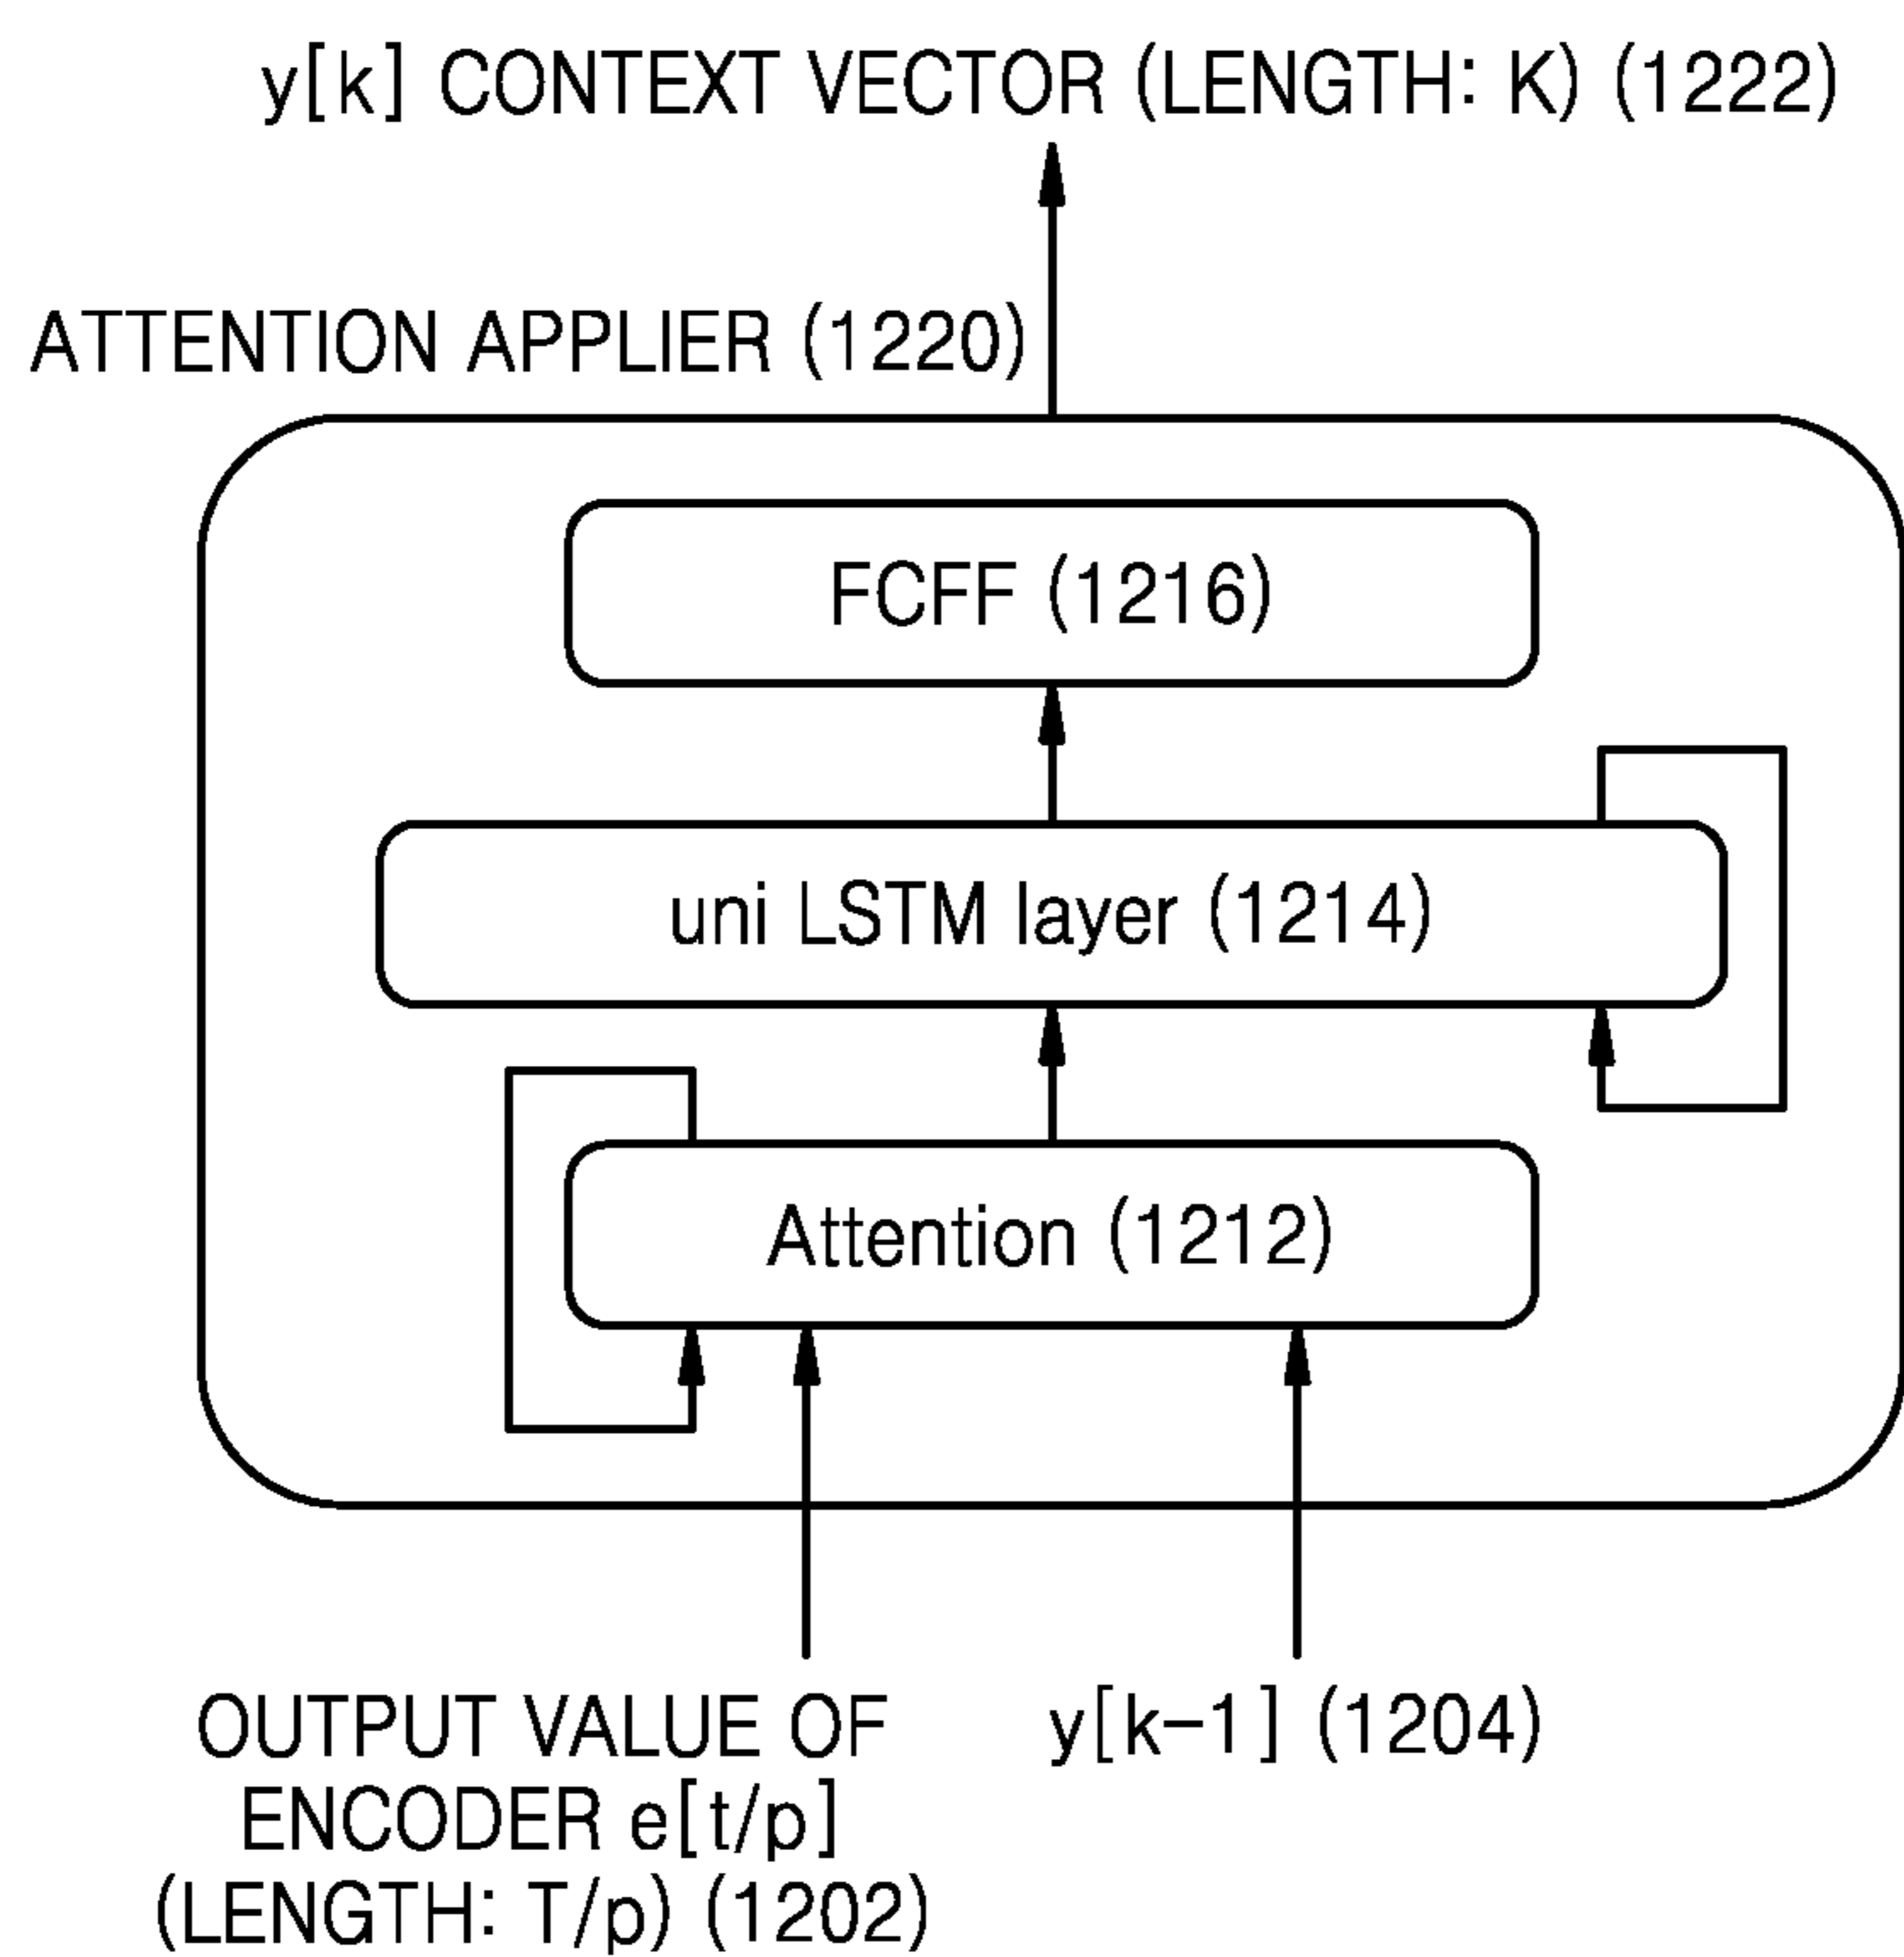 y[k] CONTEXT VECTOR (LENGTH: K) (1222)
ATTENTION APPLIER (1220)
FCFF (1216)
uni LSTM layer (1214)
Attention (1212)
OUTPUT VALUE OF
ENCODER e[t/p]
(LENGTH: T/p) (1202)
y[k-1] (1204)